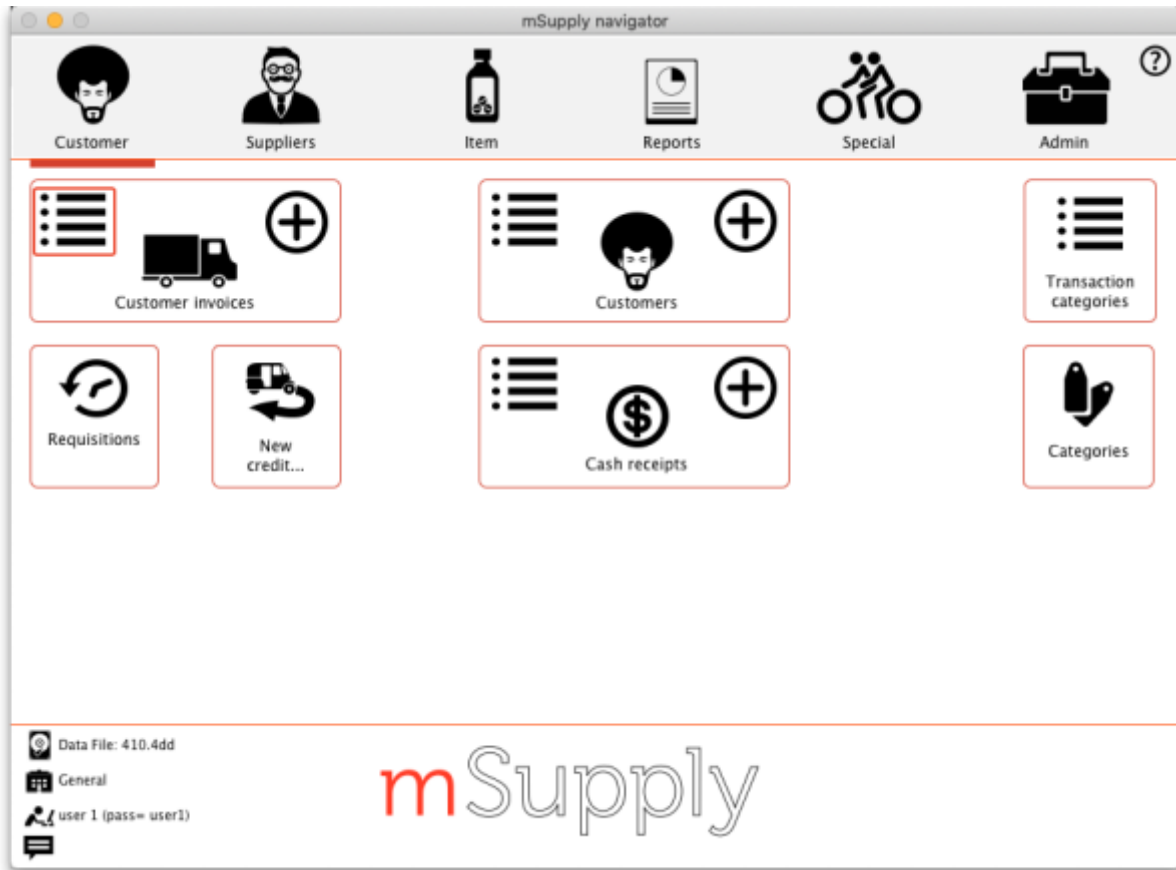 mSupply navigator
?
Customer
Suppliers
Item
Reports
Special
Admin
Customer invoices
Customers
Transaction
categories
Requisitions
New
credit...
$
Cash receipts
Categories
Data File: 410.4dd
General
user 1 (pass= user1)
mSupply